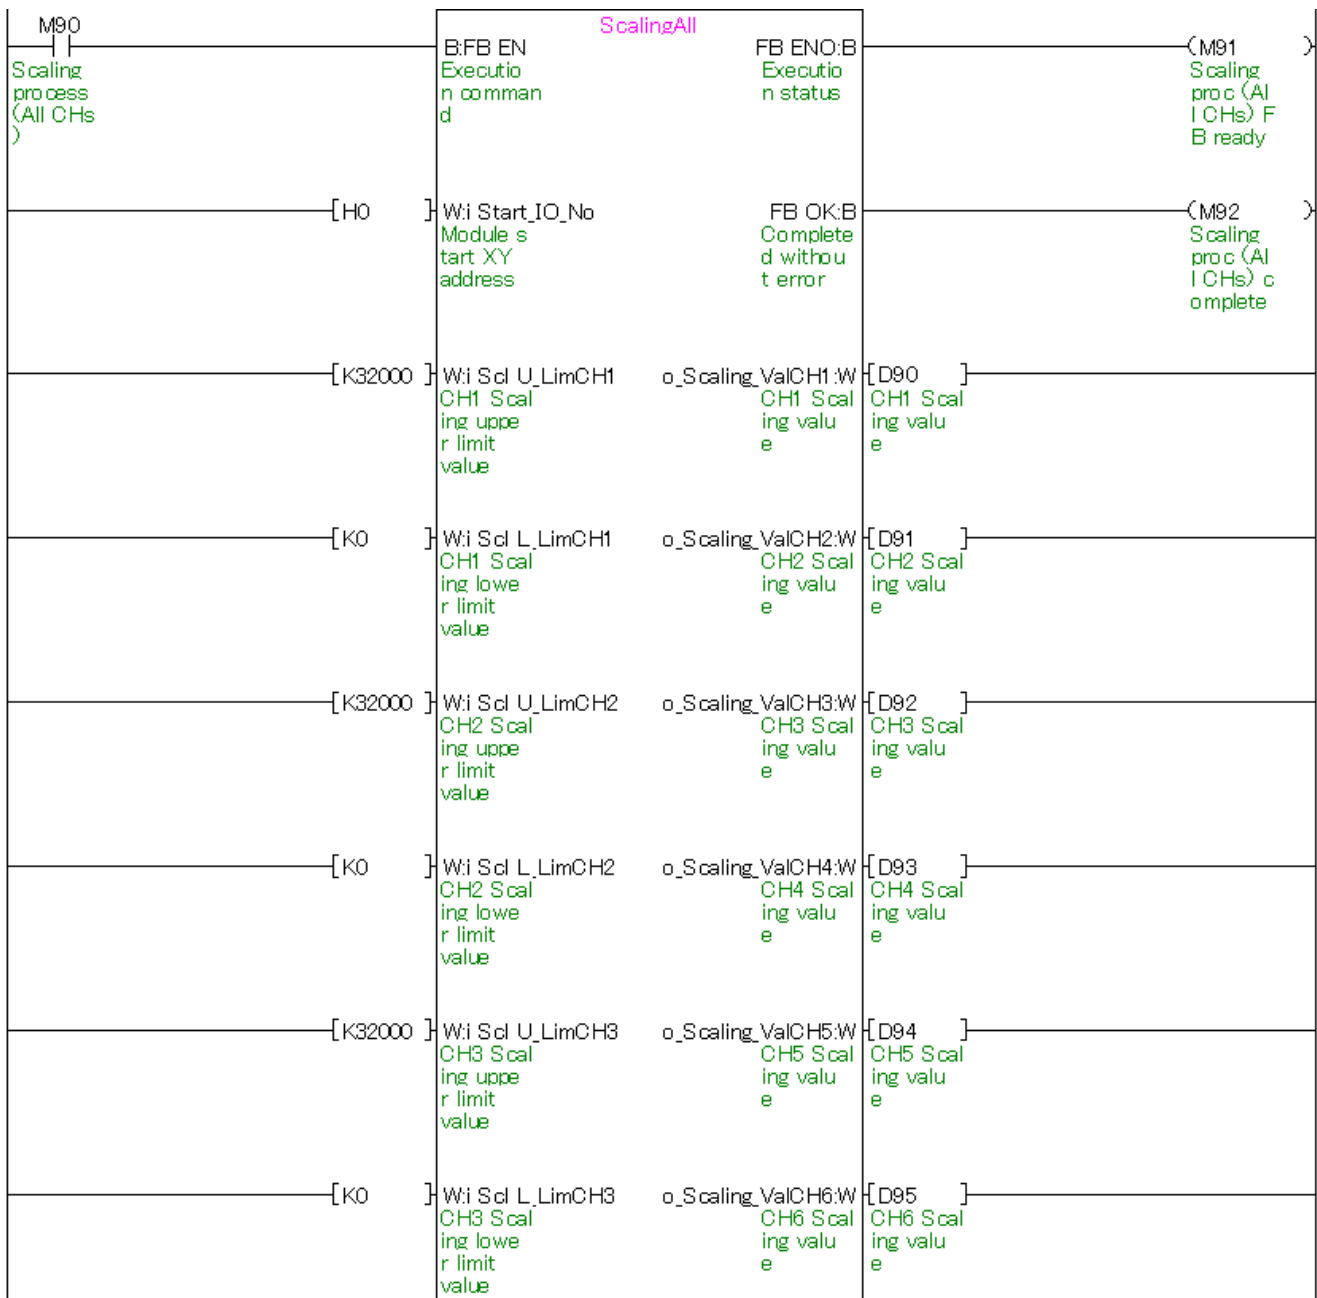 M90
ScalingAll
B:FB EN
FB ENO:B
(M91 )
Scaling
process
(All CHs
)
Executio
n comman
d
Executio
n status
Scaling
proc (Al
l CHs) F
B ready
[H0 ]
W:i Start_IO_No
FB OK:B
(M92 )
Module s
tart XY
address
Complete
d withou
t error
Scaling
proc (Al
l CHs) c
omplete
[K32000 ]
W:i Scl U_LimCH1
o_Scaling_ValCH1:W
[D90 ]
CH1 Scal
ing uppe
r limit
value
CH1 Scal
ing valu
e
CH1 Scal
ing valu
e
[K0 ]
W:i Scl L_LimCH1
o_Scaling_ValCH2:W
[D91 ]
CH1 Scal
ing lowe
r limit
value
CH2 Scal
ing valu
e
CH2 Scal
ing valu
e
[K32000 ]
W:i Scl U_LimCH2
o_Scaling_ValCH3:W
[D92 ]
CH2 Scal
ing uppe
r limit
value
CH3 Scal
ing valu
e
CH3 Scal
ing valu
e
[K0 ]
W:i Scl L_LimCH2
o_Scaling_ValCH4:W
[D93 ]
CH2 Scal
ing lowe
r limit
value
CH4 Scal
ing valu
e
CH4 Scal
ing valu
e
[K32000 ]
W:i Scl U_LimCH3
o_Scaling_ValCH5:W
[D94 ]
CH3 Scal
ing uppe
r limit
value
CH5 Scal
ing valu
e
CH5 Scal
ing valu
e
[K0 ]
W:i Scl L_LimCH3
o_Scaling_ValCH6:W
[D95 ]
CH3 Scal
ing lowe
r limit
value
CH6 Scal
ing valu
e
CH6 Scal
ing valu
e